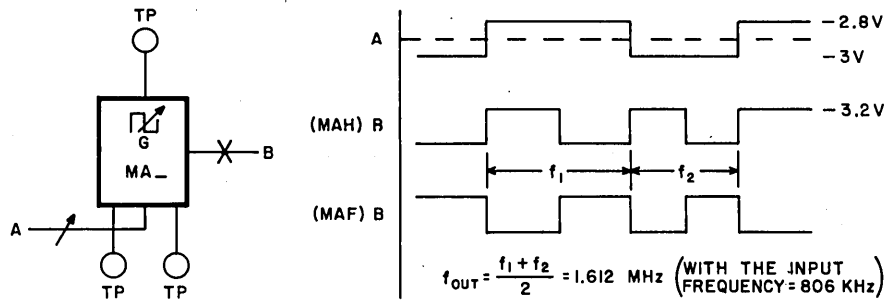 TP
G
MA_
B
A
TP
TP
A
-2.8V
-3V
(MAH) B
-3.2V
f1
f2
(MAF) B
fOUT = f1 + f2 / 2 = 1.612 MHz (WITH THE INPUT
FREQUENCY = 806 KHz)